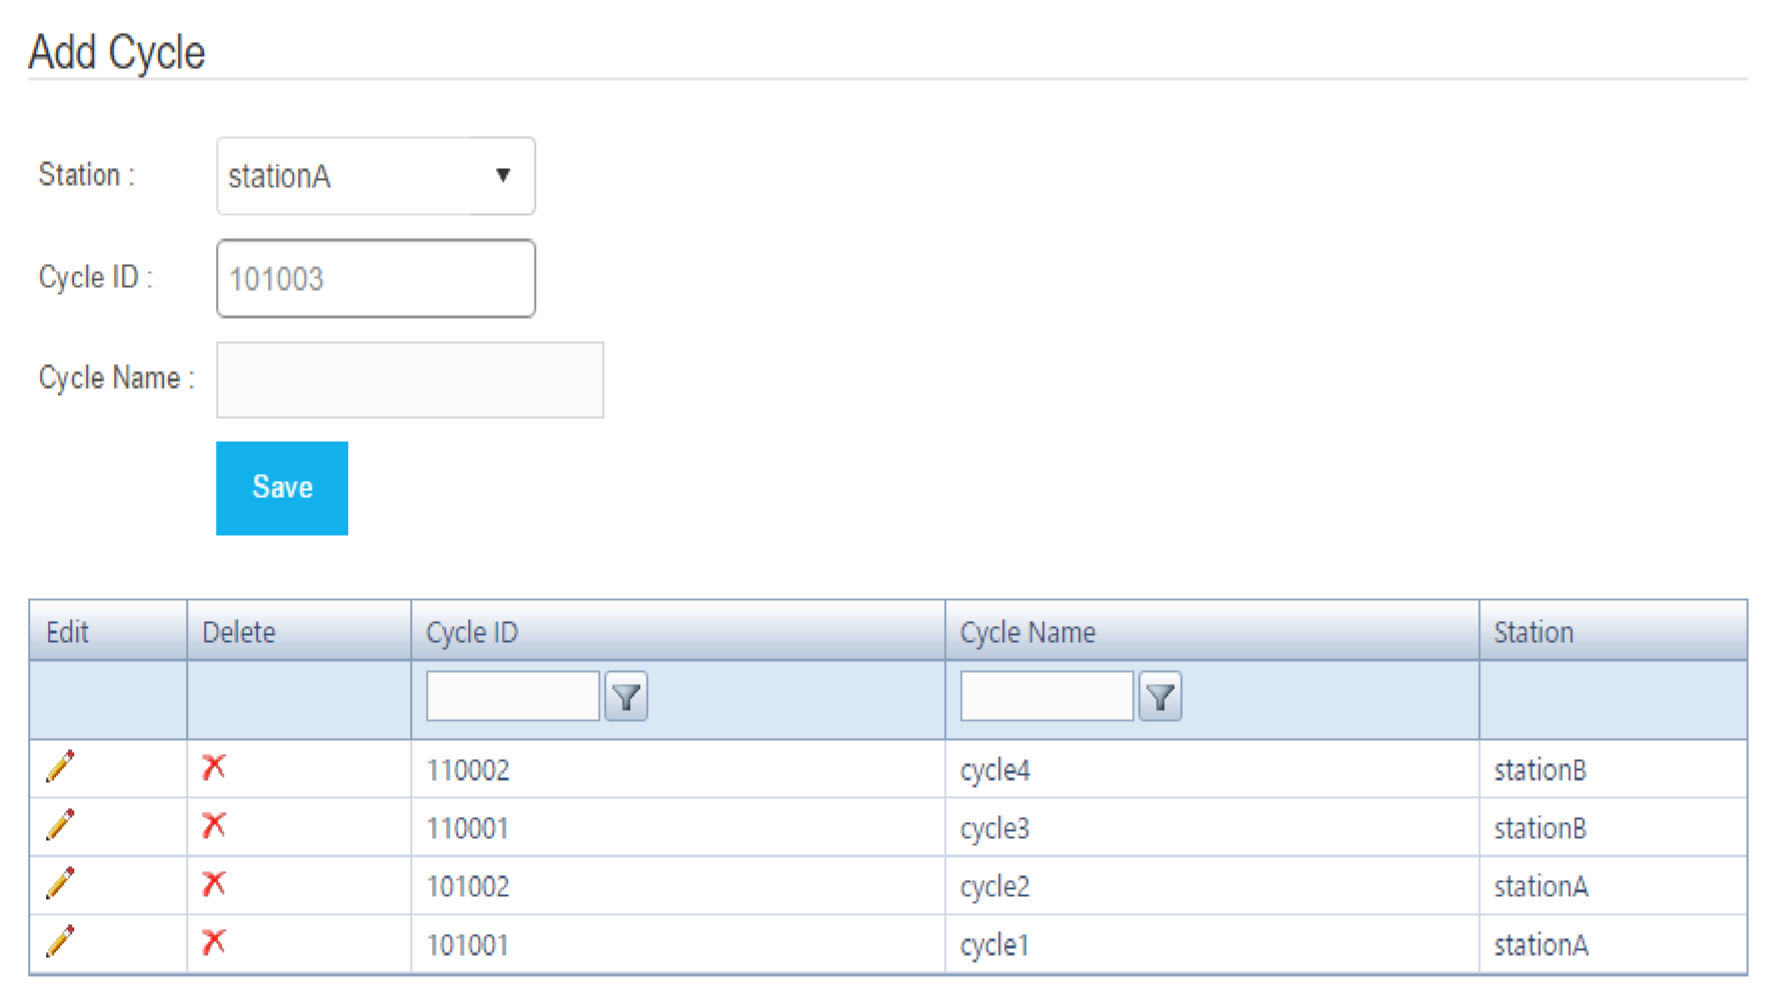 Add Cycle
Station : stationA
Cycle ID : 101003
Cycle Name :
Save
Edit Delete Cycle ID Cycle Name Station
110002 cycle4 stationB
110001 cycle3 stationB
101002 cycle2 stationA
101001 cycle1 stationA